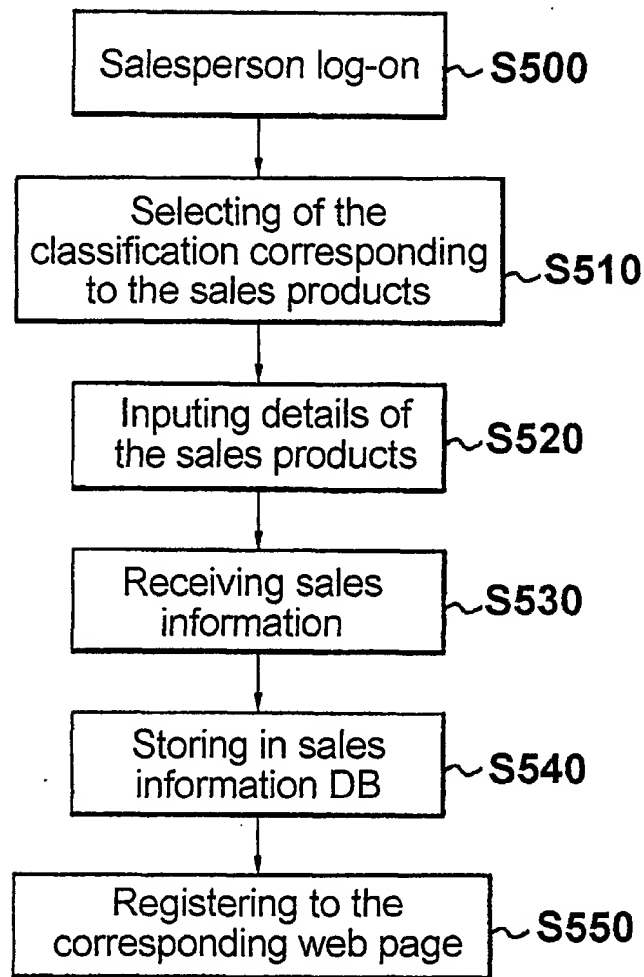 Salesperson log-on
S500
Selecting of the
classification corresponding
to the sales products
S510
Inputing details of
the sales products
S520
Receiving sales
information
S530
Storing in sales
information DB
S540
Registering to the
corresponding web page
S550